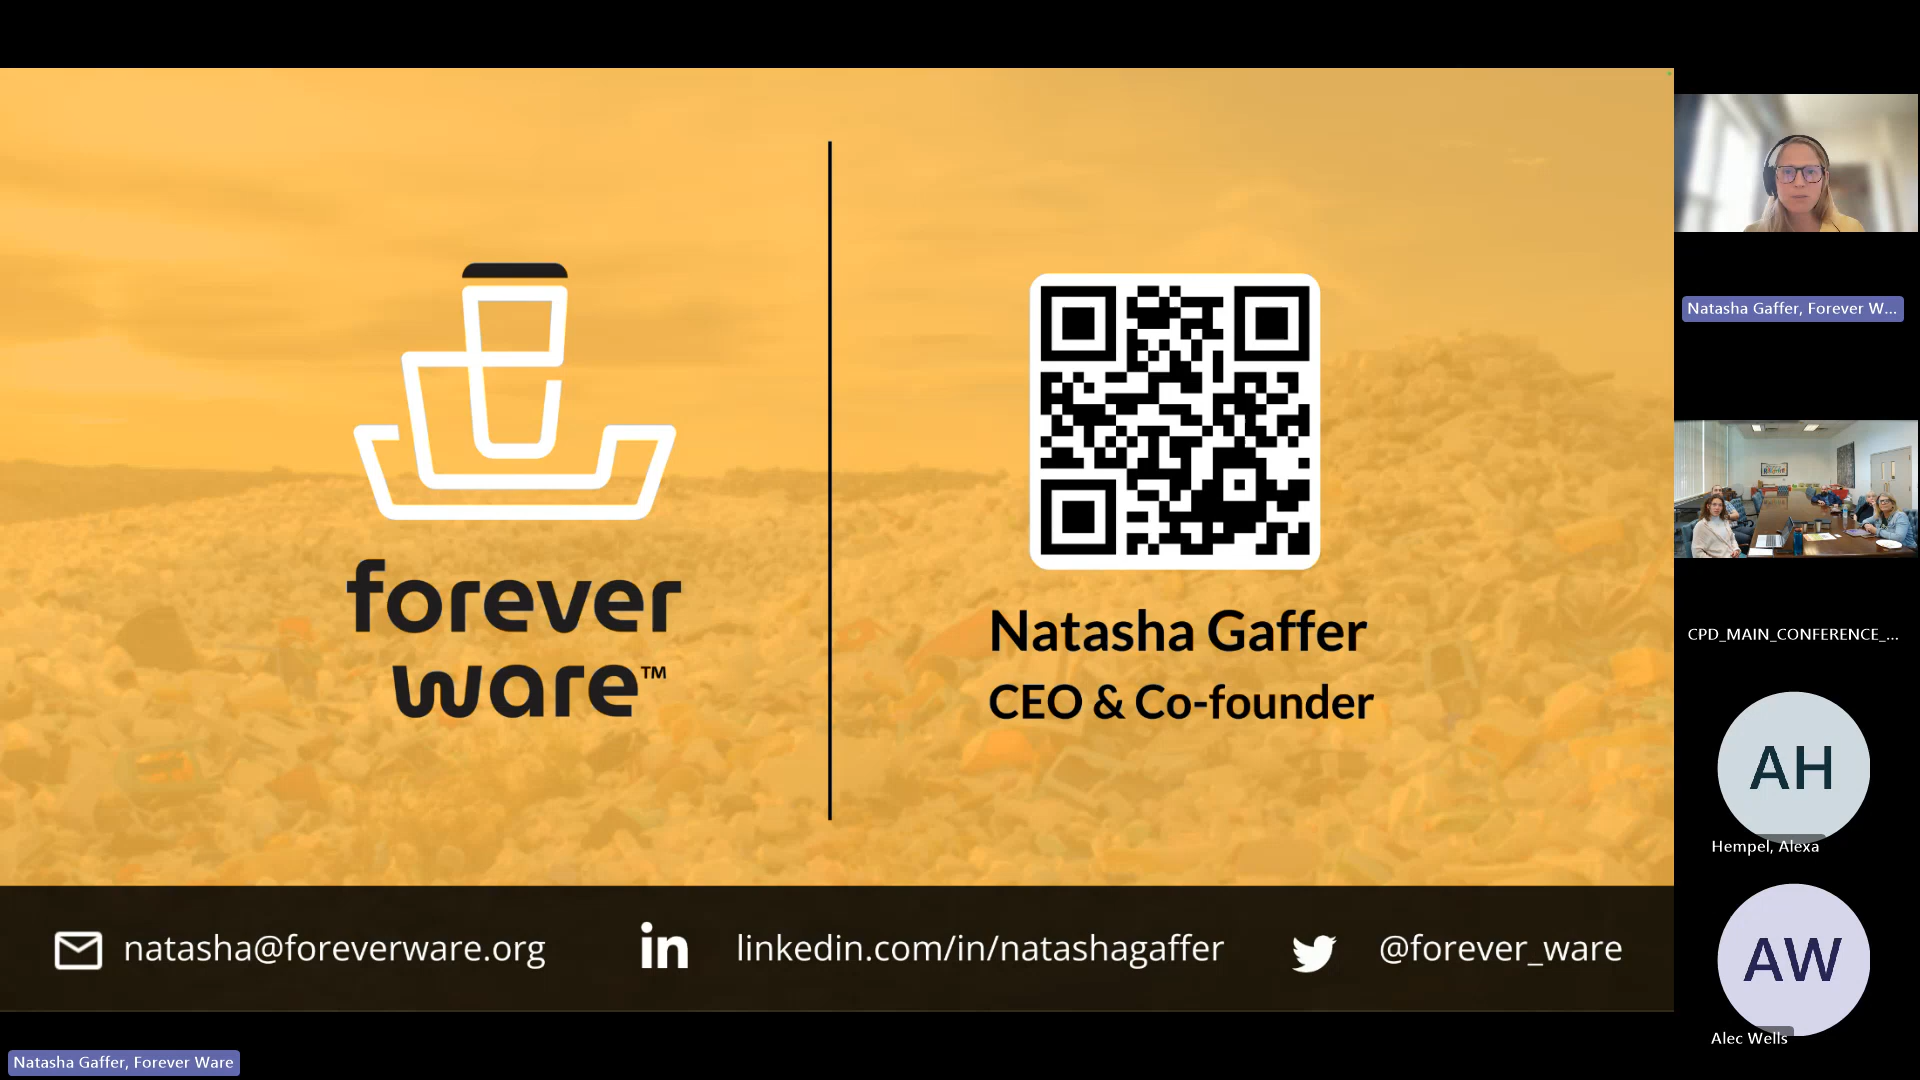 forever
ware™
Natasha Gaffer
CEO & Co-founder
natasha@foreverware.org
in
linkedin.com/in/natashagaffer
@forever_ware
Natasha Gaffer, Forever W...
CPD_MAIN_CONFERENCE_...
AH
Hempel, Alexa
AW
Alec Wells
Natasha Gaffer, Forever Ware